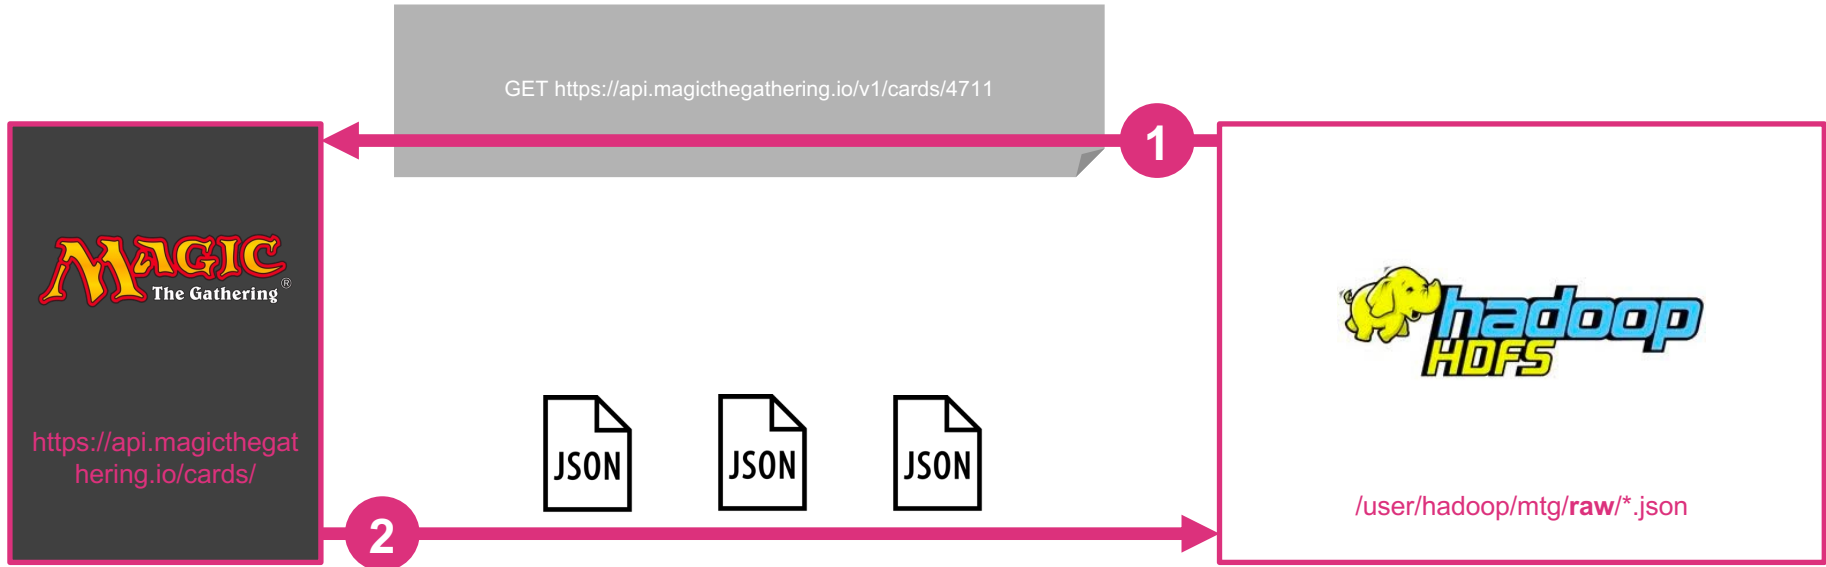 GET https://api.magicthegathering.io/v1/cards/4711
1
MAGIC
The Gathering®
hadoop
HDFS
https://api.magicthegat
hering.io/cards/
JSON
JSON
JSON
/user/hadoop/mtg/raw/*.json
2